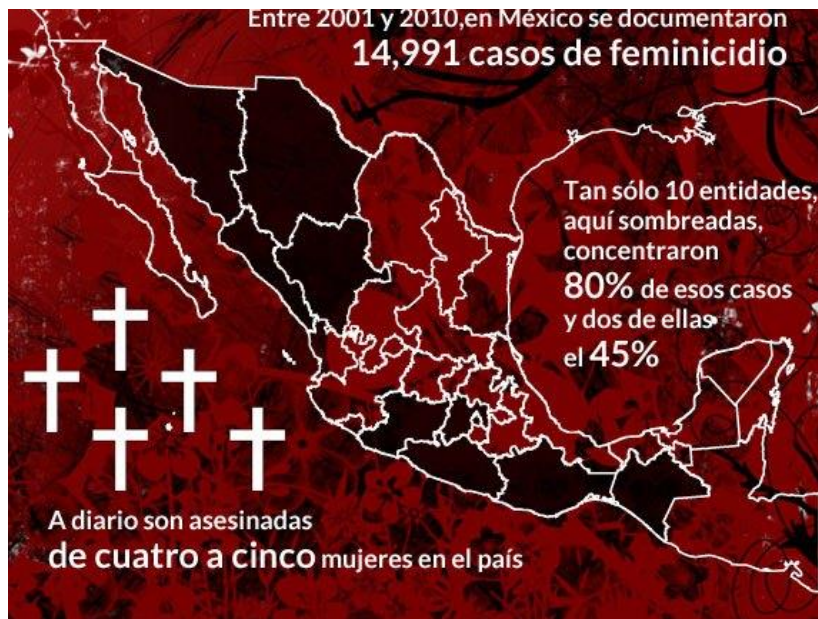 Entre 2001 y 2010,en México se documentaron
14,991 casos de feminicidio
Tan sólo 10 entidades,
aquí sombreadas,
concentraron
80% de esos casos
y dos de ellas
el 45%
A diario son asesinadas
de cuatro a cinco mujeres en el país